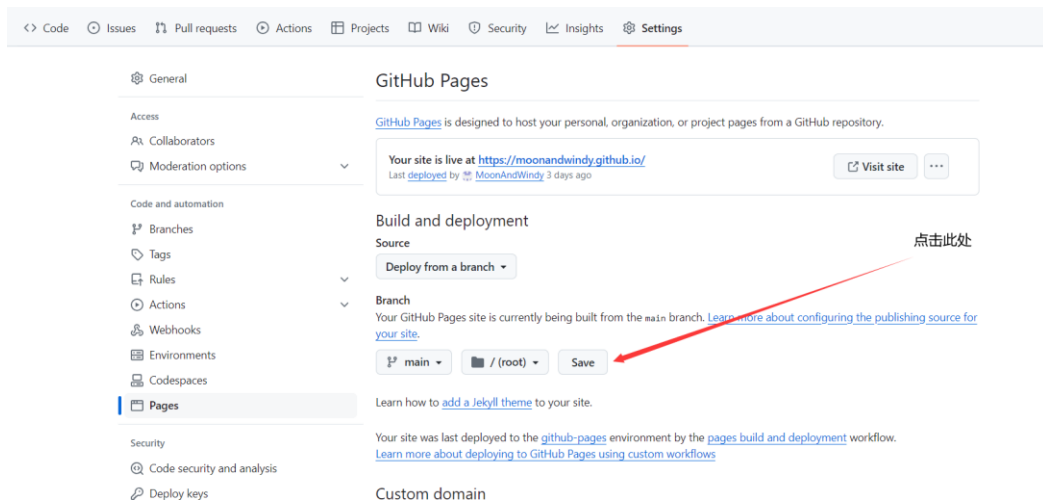 Code Issues Pull requests Actions Projects Wiki Security Insights Settings
General
Access
Collaborators
Moderation options
Code and automation
Branches
Tags
Rules
Actions
Webhooks
Environments
Codespaces
Pages
Security
Code security and analysis
Deploy keys
GitHub Pages
GitHub Pages is designed to host your personal, organization, or project pages from a GitHub repository.
Your site is live at https://moonandwindy.github.io/
Last deployed by MoonAndWindy 3 days ago
Visit site
Build and deployment
Source
点击此处
Deploy from a branch
Branch
Your GitHub Pages site is currently being built from the main branch. Learn more about configuring the publishing source for
your site.
main / (root) Save
Learn how to add a Jekyll theme to your site.
Your site was last deployed to the github-pages environment by the pages build and deployment workflow.
Learn more about deploying to GitHub Pages using custom workflows
Custom domain